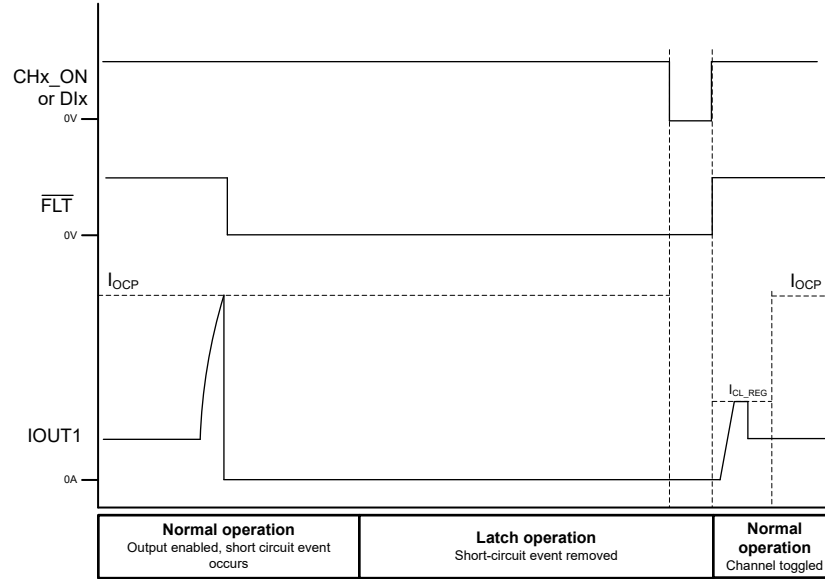 CHx_ON
or DIx
0V
FLT
0V
IOCP
IOCP
ICL_REG
IOUT1
0A
Normal operation
Output enabled, short circuit event
occurs
Latch operation
Short-circuit event removed
Normal
operation
Channel toggled